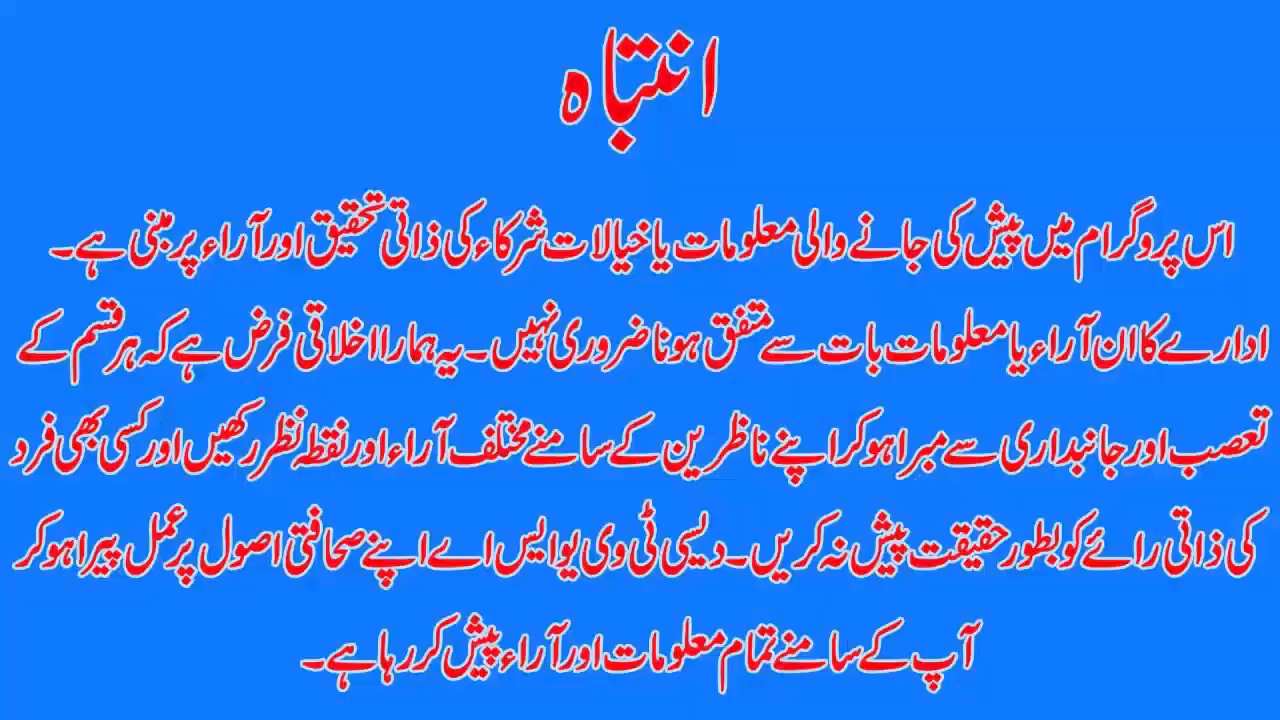 انتباہ
اس پروگرام میں پیش کی جانے والی معلومات یا خیالات شرکاء کی ذاتی تحقیق اور آراء پر مبنی ہے۔
ادارے کا ان آراء یا معلومات بات سے متفق ہونا ضروری نہیں۔ یہ ہمارا اخلاقی فرض ہے کہ ہر قسم کے
تعصب اور جانبداری سے مبرا ہو کر اپنے ناظرین کے سامنے مختلف آراء اور نقطہ نظر رکھیں اور کسی بھی فرد
کی ذاتی رائے کو بطور حقیقت پیش نہ کریں۔ دیسی ٹی وی یو ایس اے اپنے صحافتی اصول پر عمل پیرا ہو کر
آپ کے سامنے تمام معلومات اور آراء پیش کر رہا ہے۔